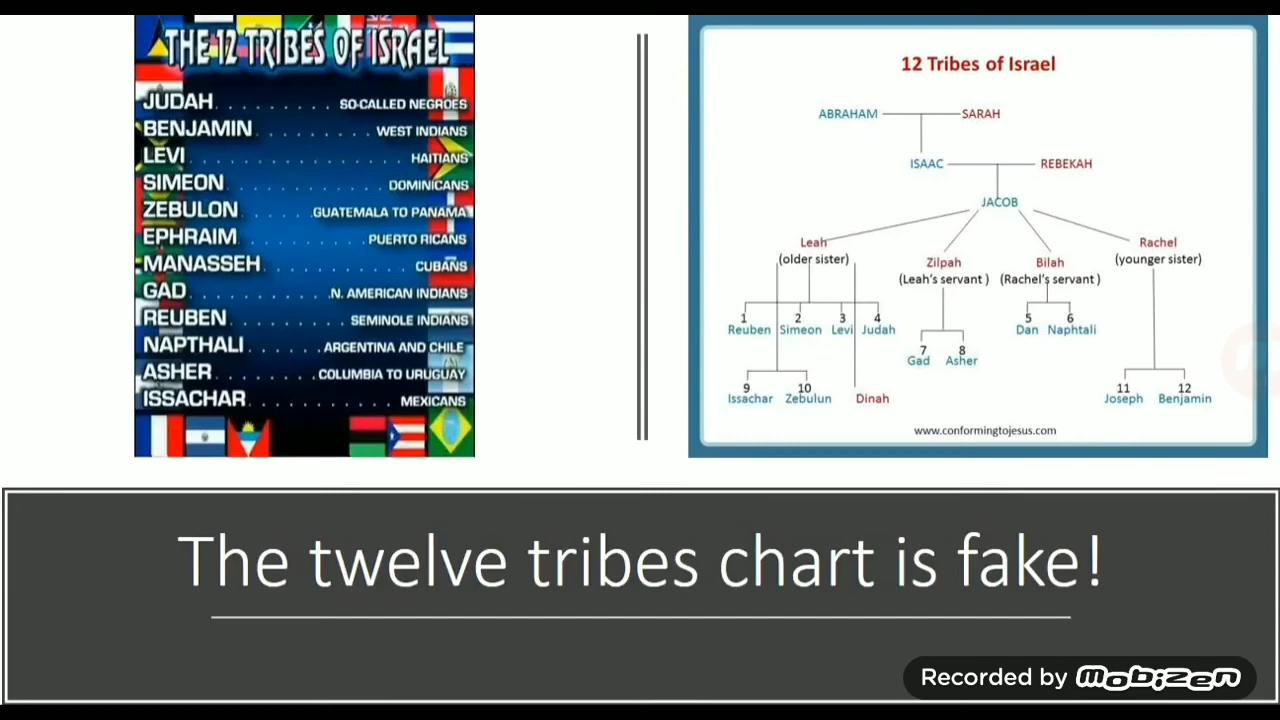 THE 12 TRIBES OF ISRAEL
JUDAH . . . . . . . . . SO-CALLED NEGROES
BENJAMIN . . . . . . . . WEST INDIANS
LEVI . . . . . . . . . . . . . . . . HAITIANS
SIMEON . . . . . . . . . . . . DOMINICANS
ZEBULON . . . . . . GUATEMALA TO PANAMA
EPHRAIM . . . . . . . . . PUERTO RICANS
MANASSEH . . . . . . . . . . . CUBANS
GAD . . . . . . . . . . N. AMERICAN INDIANS
REUBEN . . . . . . . . SEMINOLE INDIANS
NAPTHALI . . . . . . ARGENTINA AND CHILE
ASHER . . . . . . . . COLUMBIA TO URUGUAY
ISSACHAR . . . . . . . . . . . MEXICANS
12 Tribes of Israel
ABRAHAM SARAH
ISAAC REBEKAH
JACOB
Leah Rachel
(older sister) (younger sister)
Zilpah Bilah
(Leah's servant ) (Rachel's servant )
1 2 3 4 5 6
Reuben Simeon Levi Judah Dan Naphtali
7 8
Gad Asher
9 10 11 12
Issachar Zebulun Dinah Joseph Benjamin
www.conformingtojesus.com
The twelve tribes chart is fake!
Recorded by Mobizen